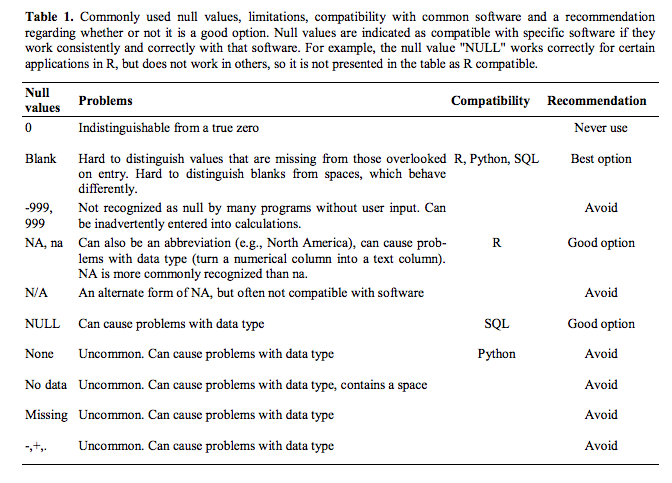 Table 1. Commonly used null values, limitations, compatibility with common software and a recommendation
regarding whether or not it is a good option. Null values are indicated as compatible with specific software if they
work consistently and correctly with that software. For example, the null value "NULL" works correctly for certain
applications in R, but does not work in others, so it is not presented in the table as R compatible.
Null
values Problems Compatibility Recommendation
0 Indistinguishable from a true zero Never use
Blank Hard to distinguish values that are missing from those overlooked R, Python, SQL Best option
on entry. Hard to distinguish blanks from spaces, which behave
differently.
-999, Not recognized as null by many programs without user input. Can Avoid
999 be inadvertently entered into calculations.
NA, na Can also be an abbreviation (e.g., North America), can cause prob- R Good option
lems with data type (turn a numerical column into a text column).
NA is more commonly recognized than na.
N/A An alternate form of NA, but often not compatible with software Avoid
NULL Can cause problems with data type SQL Good option
None Uncommon. Can cause problems with data type Python Avoid
No data Uncommon. Can cause problems with data type, contains a space Avoid
Missing Uncommon. Can cause problems with data type Avoid
-,+,. Uncommon. Can cause problems with data type Avoid